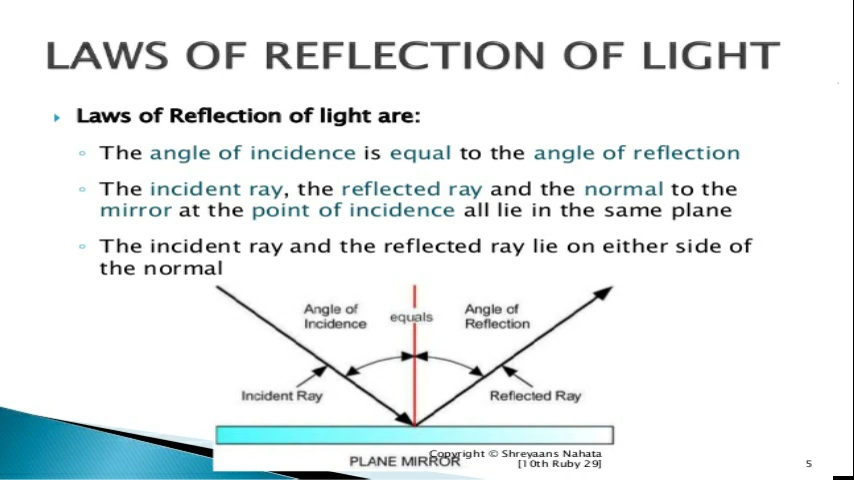 LAWS OF REFLECTION OF LIGHT
Laws of Reflection of light are:
The angle of incidence is equal to the angle of reflection
The incident ray, the reflected ray and the normal to the
mirror at the point of incidence all lie in the same plane
The incident ray and the reflected ray lie on either side of
the normal
Angle of
Incidence
equals
Angle of
Reflection
Incident Ray
Reflected Ray
PLANE MIRROR
Copyright © Shreyaans Nahata
[10th Ruby 29]
5